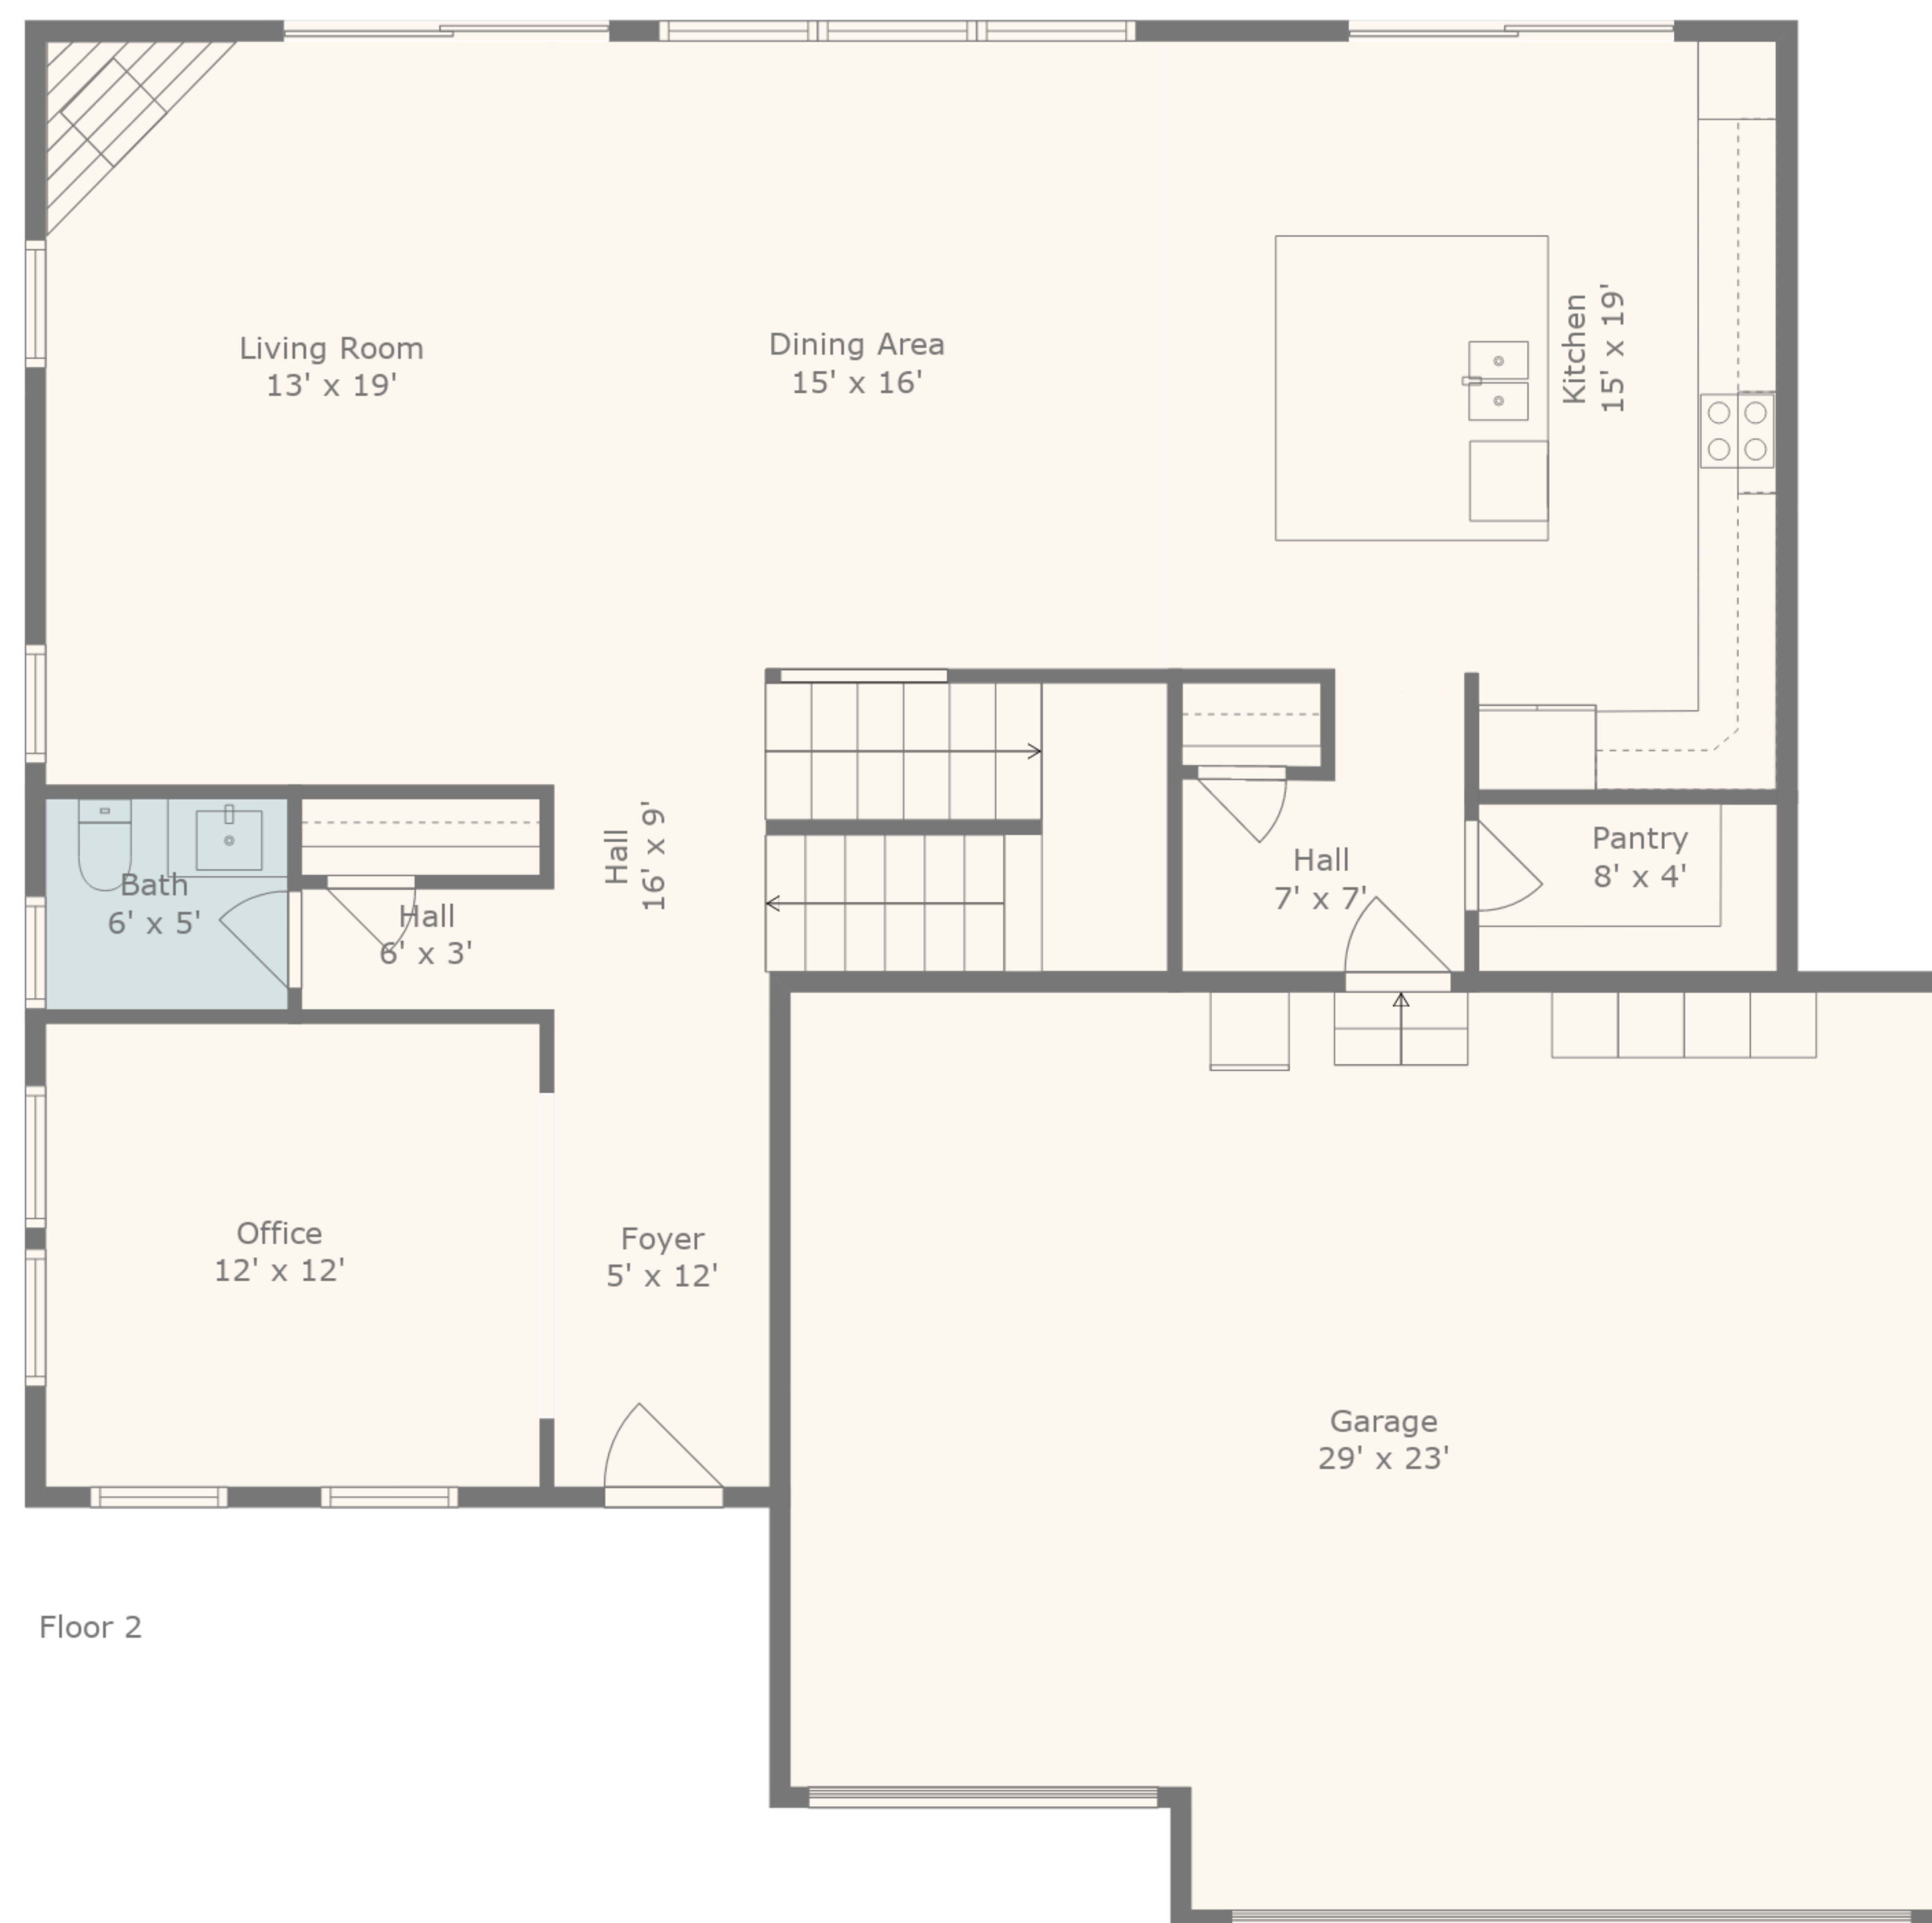 Living Room
13' x 19'
Dining Area
15' x 16'
Kitchen
15' x 19'
Bath
6' x 5'
Hall
6' x 3'
Hall
16' x 9'
Hall
7' x 7'
Pantry
8' x 4'
Office
12' x 12'
Foyer
5' x 12'
Garage
29' x 23'
Floor 2